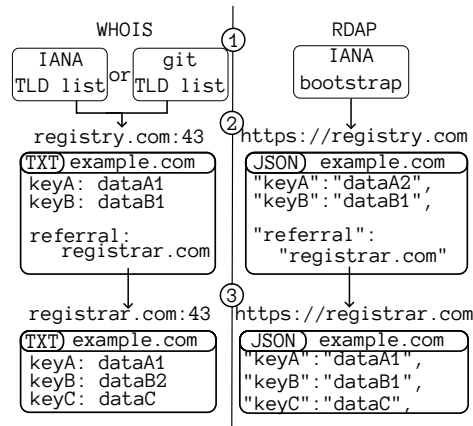 WHOIS
IANA
TLD list
or
git
TLD list
registry.com:43
TXT example.com
keyA: dataA1
keyB: dataB1
referral:
registrar.com
registrar.com:43
TXT example.com
keyA: dataA1
keyB: dataB2
keyC: dataC
1
2
3
RDAP
IANA
bootstrap
https://registry.com
JSON example.com
"keyA":"dataA2",
"keyB":"dataB1",
"referral":
"registrar.com"
https://registrar.com
JSON example.com
"keyA":"dataA1",
"keyB":"dataB1",
"keyC":"dataC",